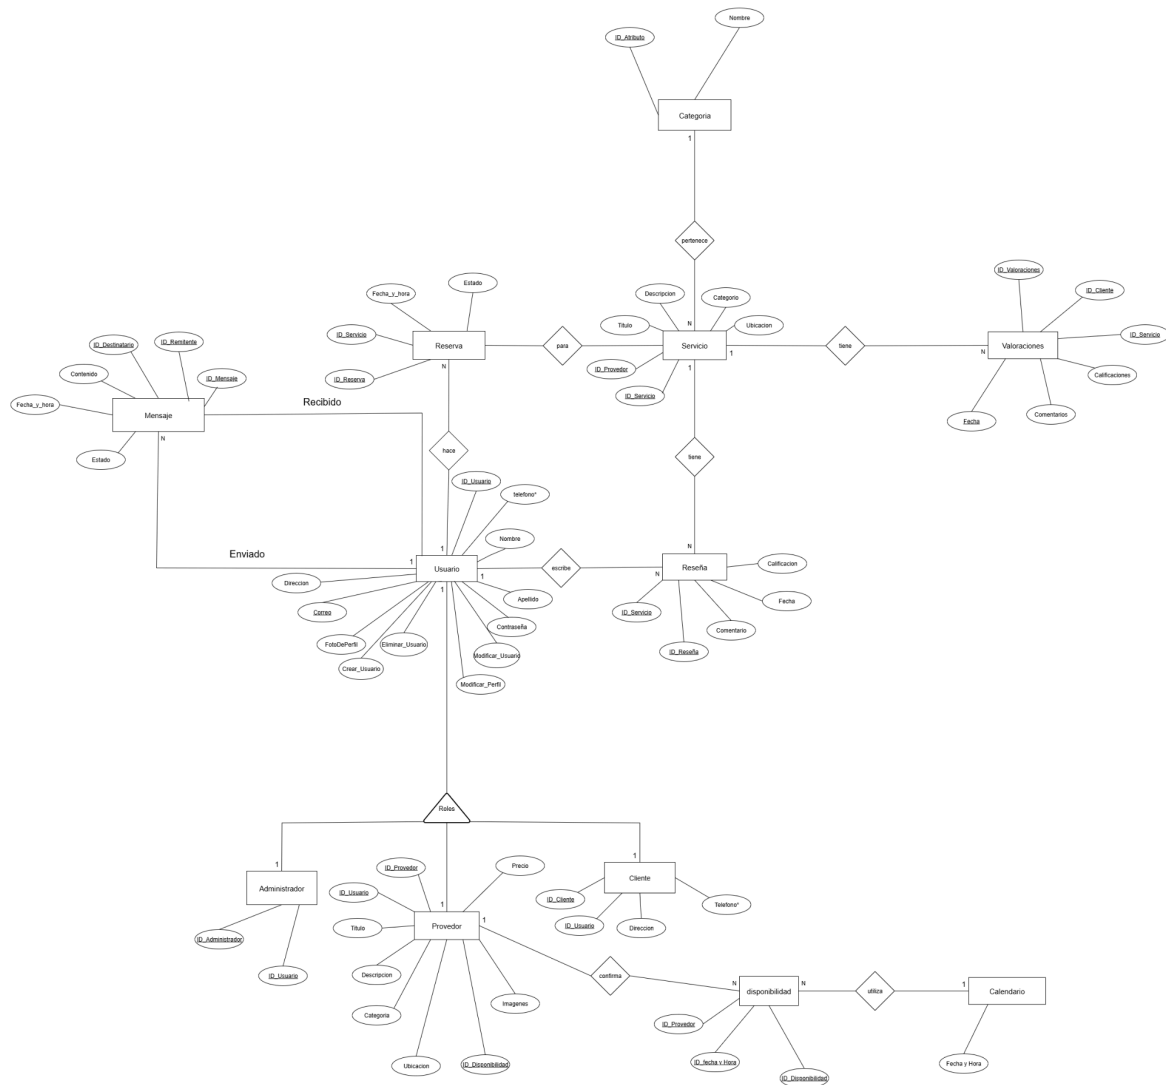 Nombre
ID_Atributo
Categoria
1
pertenece
N
Descripcion
Categorio
Titulo
Ubicacion
Servicio
ID_Provedor
ID_Servicio
1
1
Estado
Fecha_y_hora
ID_Servicio
Reserva
ID_Reserva
N
para
tiene
ID_Valoraciones
ID_Cliente
ID_Servicio
Valoraciones
N
Calificaciones
Comentarios
Fecha
ID_Destinatario
ID_Remitente
Contenido
ID_Mensaje
Fecha_y_hora
Mensaje
Recibido
N
Estado
hace
tiene
ID_Usuario
telefono*
Nombre
Enviado
1
1
Usuario
1
1
escribe
N
N
Reseña
Calificacion
Fecha
Comentario
ID_Servicio
ID_Reseña
Direccion
Correo
FotoDePerfil
Crear_Usuario
Eliminar_Usuario
Apellido
Contraseña
Modificar_Usuario
Modificar_Perfil
Roles
1
Administrador
ID_Administrador
ID_Usuario
ID_Provedor
Precio
ID_Usuario
1
Titulo
Provedor
1
Descripcion
Categoria
Ubicacion
ID_Disponibilidad
Imagenes
1
Cliente
ID_Cliente
ID_Usuario
Direccion
Telefono*
confirma
N
disponibilidad
N
utiliza
1
Calendario
ID_Provedor
ID_fecha y Hora
ID_Disponibilidad
Fecha y Hora